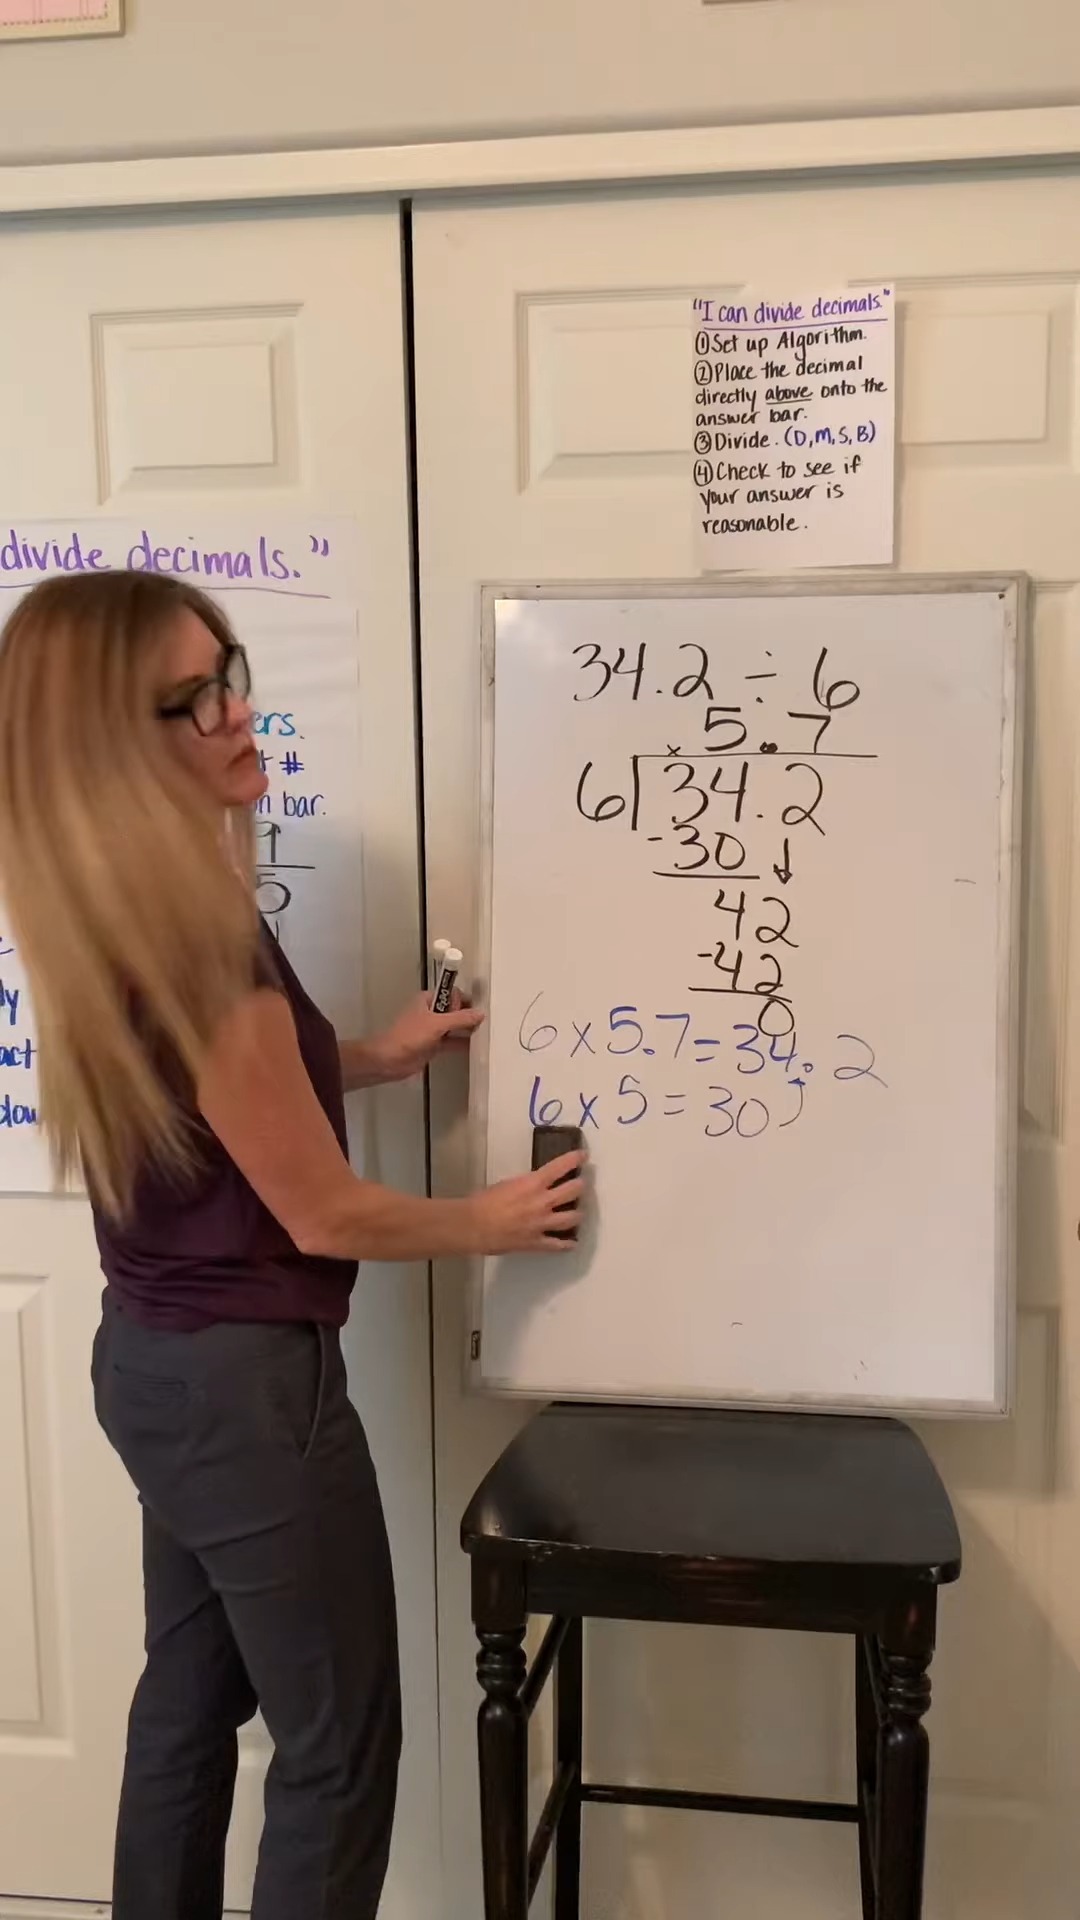 "I can divide decimals."
①Set up Algorithm.
②Place the decimal
directly above onto the
answer bar.
③Divide. (D,M,S,B)
④Check to see if
your answer is
reasonable.
divide decimals."
#
bar.
5
34.2 ÷ 6
x 5.7
6 34.2
-30
42
-42
0
6 x 5.7 = 34.2
6 x 5 = 30